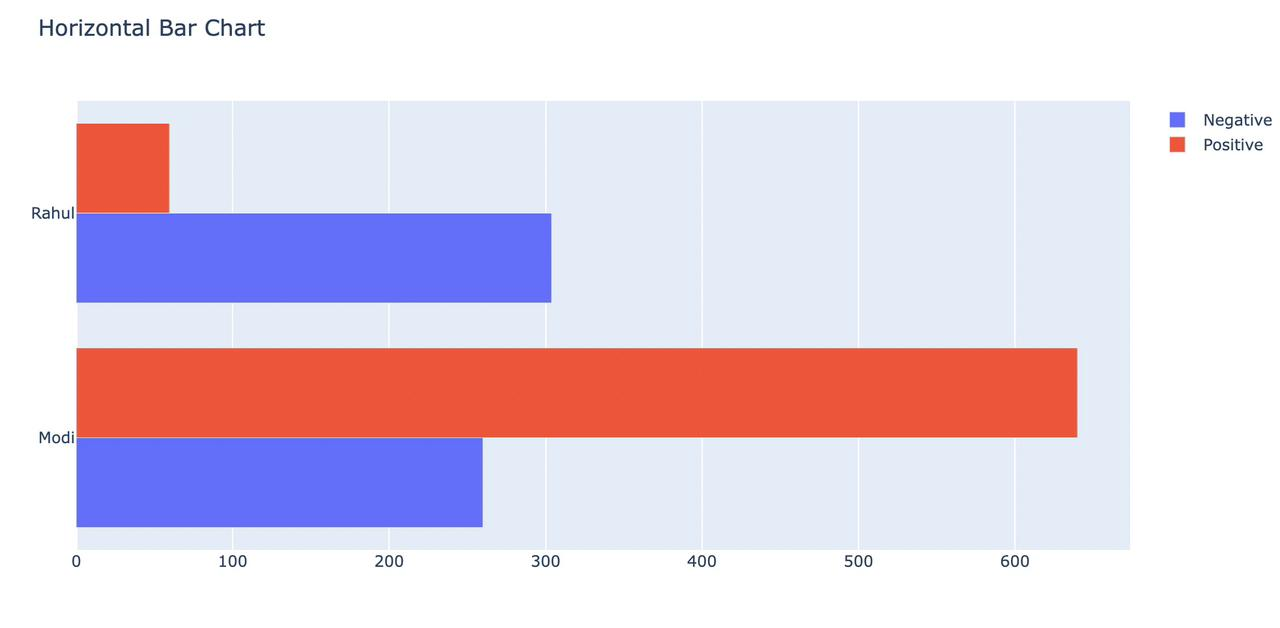 Horizontal Bar Chart
Negative
Positive
Rahul
Modi
0 100 200 300 400 500 600